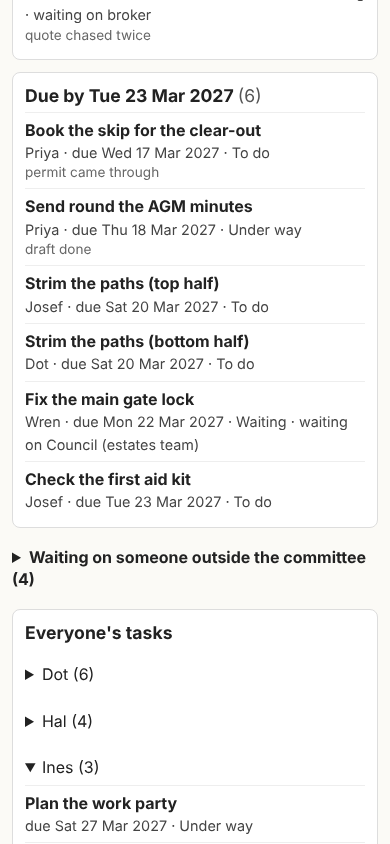 · waiting on broker
quote chased twice
Due by Tue 23 Mar 2027 (6)
Book the skip for the clear-out
Priya · due Wed 17 Mar 2027 · To do
permit came through
Send round the AGM minutes
Priya · due Thu 18 Mar 2027 · Under way
draft done
Strim the paths (top half)
Josef · due Sat 20 Mar 2027 · To do
Strim the paths (bottom half)
Dot · due Sat 20 Mar 2027 · To do
Fix the main gate lock
Wren · due Mon 22 Mar 2027 · Waiting · waiting
on Council (estates team)
Check the first aid kit
Josef · due Tue 23 Mar 2027 · To do
Waiting on someone outside the committee
(4)
Everyone's tasks
Dot (6)
Hal (4)
Ines (3)
Plan the work party
due Sat 27 Mar 2027 · Under way